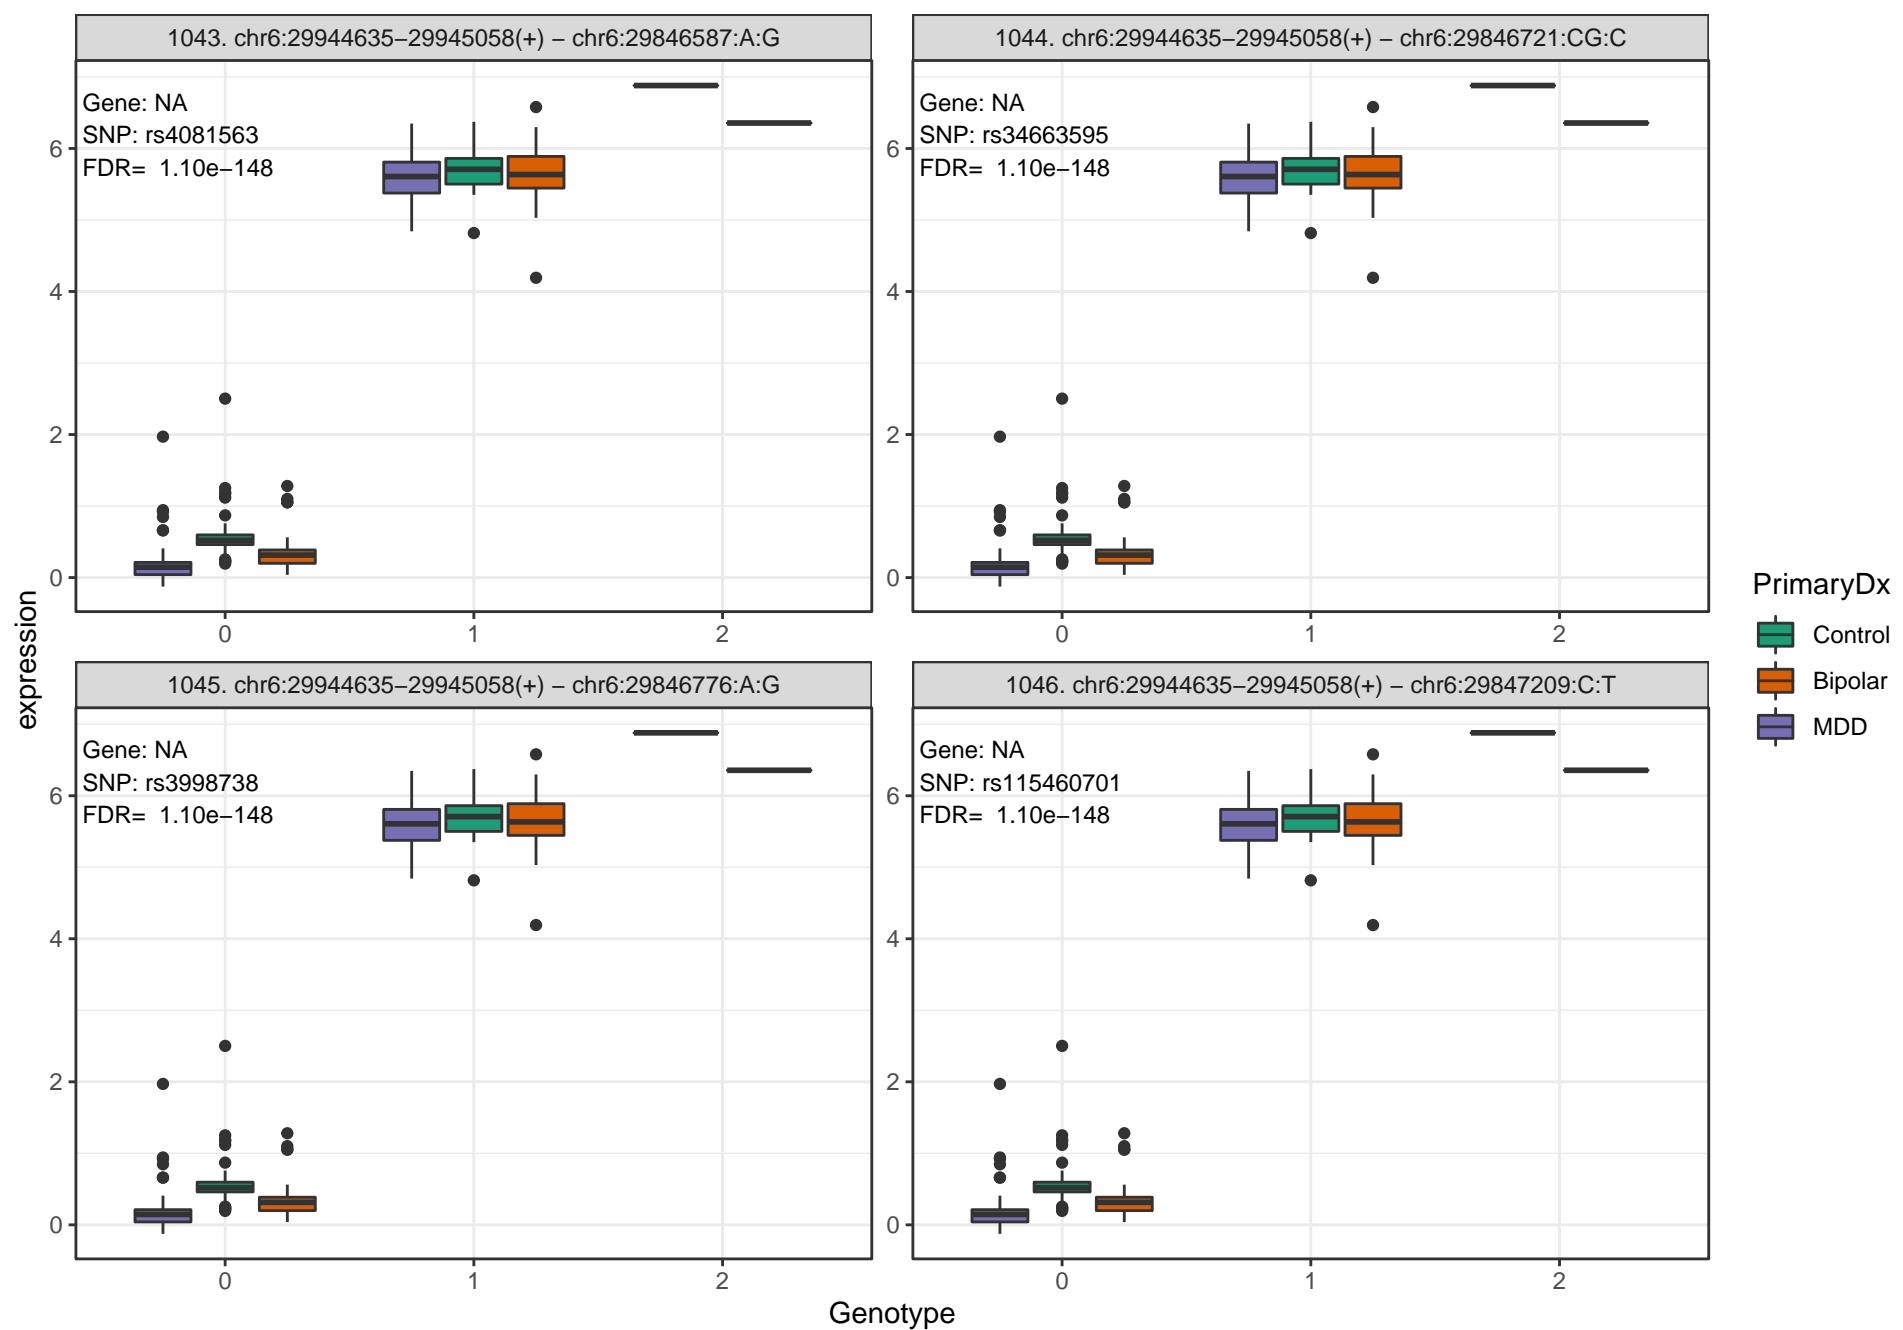 1043. chr6:29944635−29945058(+) − chr6:29846587:A:G
Gene: NA
SNP: rs4081563
FDR= 1.10e−148
6
4
2
0
0 1 2
1044. chr6:29944635−29945058(+) − chr6:29846721:CG:C
Gene: NA
SNP: rs34663595
FDR= 1.10e−148
6
4
2
0
0 1 2
1045. chr6:29944635−29945058(+) − chr6:29846776:A:G
Gene: NA
SNP: rs3998738
FDR= 1.10e−148
6
4
2
0
0 1 2
1046. chr6:29944635−29945058(+) − chr6:29847209:C:T
Gene: NA
SNP: rs115460701
FDR= 1.10e−148
6
4
2
0
0 1 2
expression
Genotype
PrimaryDx
Control
Bipolar
MDD